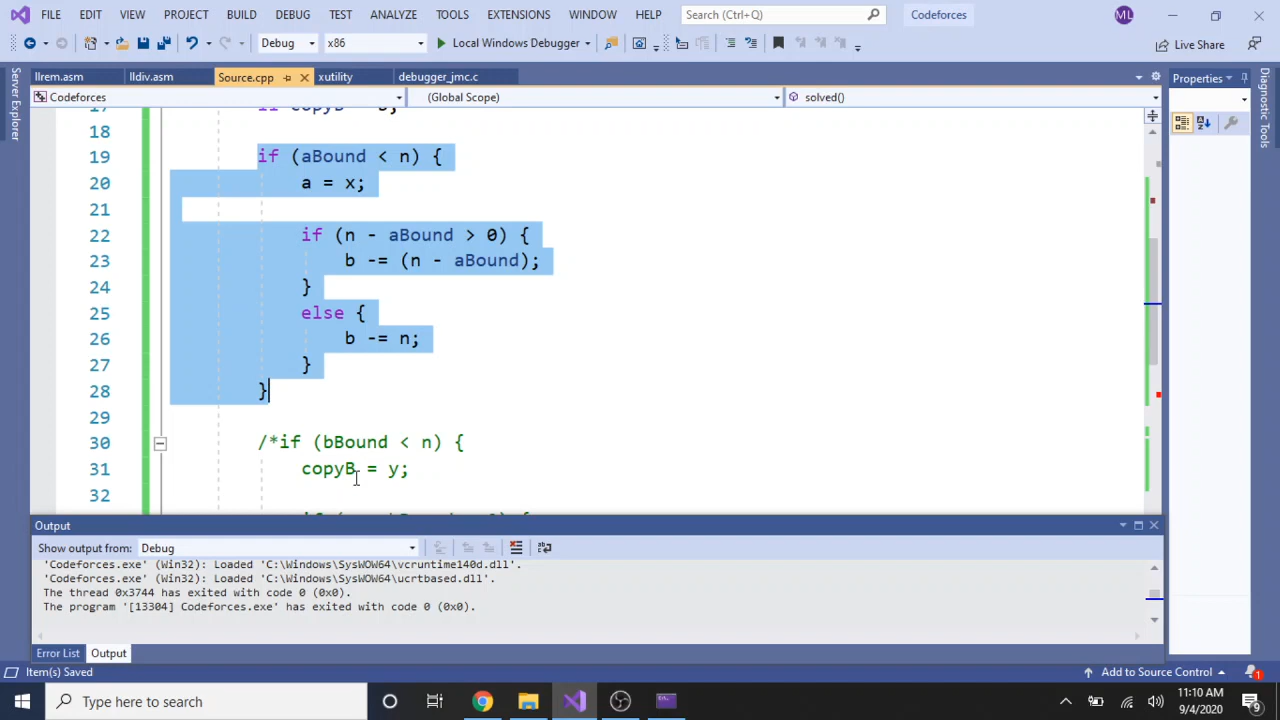 FILE EDIT VIEW PROJECT BUILD DEBUG TEST ANALYZE TOOLS EXTENSIONS WINDOW HELP Search (Ctrl+Q) Codeforces ML
Debug x86 Local Windows Debugger Live Share
llrem.asm lldiv.asm Source.cpp xutility debugger_jmc.c
Codeforces (Global Scope) solved()
Server Explorer
Properties
Diagnostic Tools
18
19 if (aBound < n) {
20 a = x;
21
22 if (n - aBound > 0) {
23 b -= (n - aBound);
24 }
25 else {
26 b -= n;
27 }
28 }
29
30 /*if (bBound < n) {
31 copyB = y;
32
Output
Show output from: Debug
'Codeforces.exe' (Win32): Loaded 'C:\Windows\SysWOW64\vcruntime140d.dll'.
'Codeforces.exe' (Win32): Loaded 'C:\Windows\SysWOW64\ucrtbased.dll'.
The thread 0x3744 has exited with code 0 (0x0).
The program '[13304] Codeforces.exe' has exited with code 0 (0x0).
Error List Output
Item(s) Saved Add to Source Control 1
Type here to search
11:10 AM
9/4/2020
9